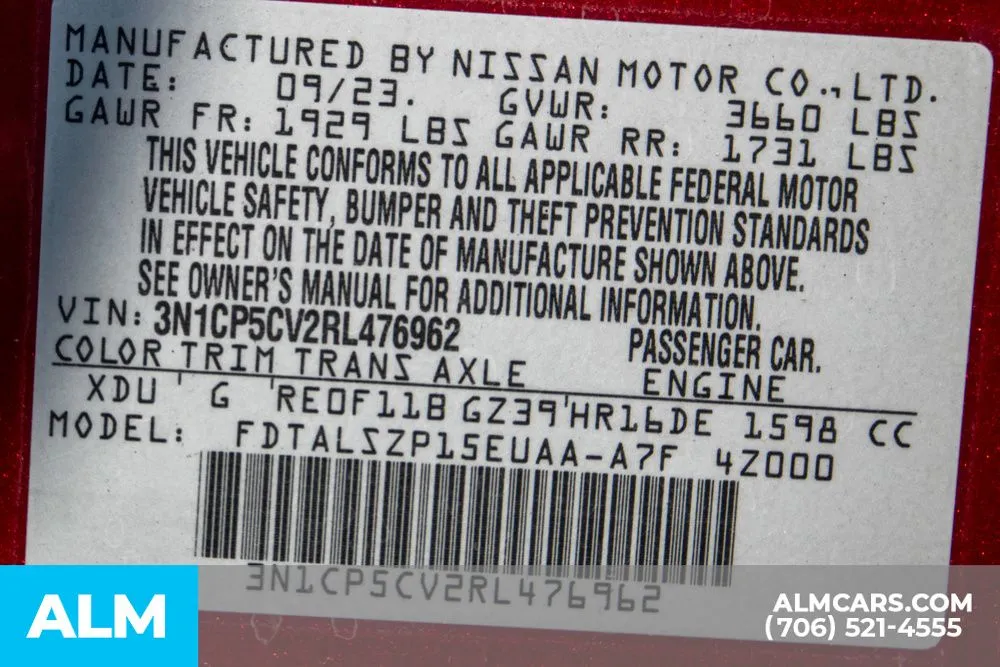 MANUFACTURED BY NISSAN MOTOR CO., LTD.
DATE: 09/23. GVWR: 3660 LBS
GAWR FR: 1929 LBS GAWR RR: 1731 LBS
THIS VEHICLE CONFORMS TO ALL APPLICABLE FEDERAL MOTOR
VEHICLE SAFETY, BUMPER AND THEFT PREVENTION STANDARDS
IN EFFECT ON THE DATE OF MANUFACTURE SHOWN ABOVE.
SEE OWNER'S MANUAL FOR ADDITIONAL INFORMATION.
VIN: 3N1CP5CV2RL476962 PASSENGER CAR.
COLOR TRIM TRANS AXLE ENGINE
XDU G RE0F11B GZ39 HR16DE 1598 CC
MODEL: FDTALSZP15EUAA-A7F 4Z000
3N1CP5CV2RL476962
ALM
ALMCARS.COM
(706) 521-4555